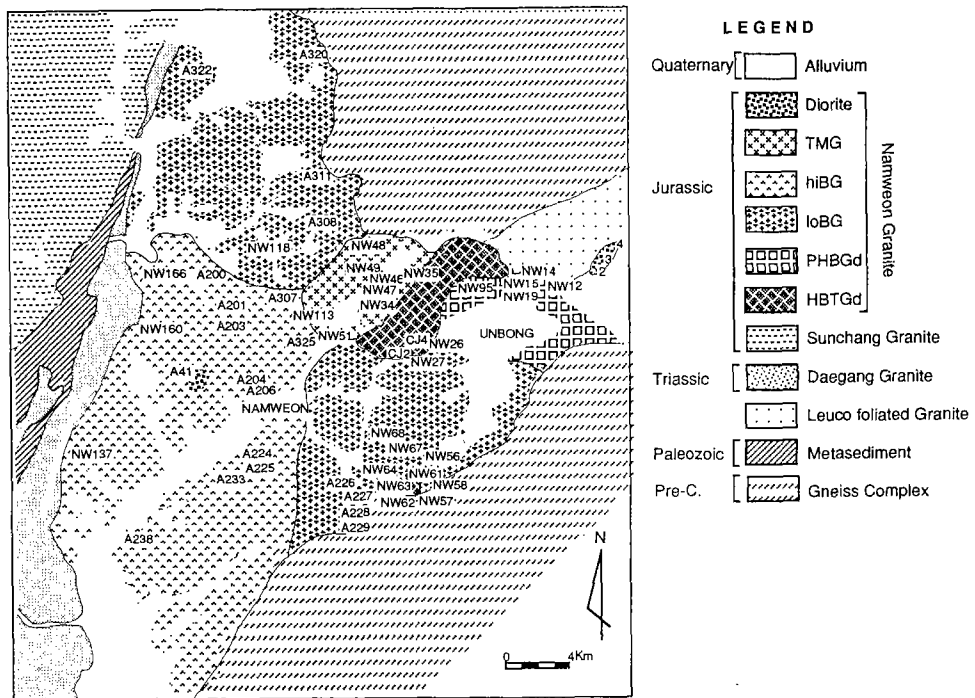 A322
A320
A311
A308
NW118
NW48
NW166
A200
NW49
NW46
NW35
NW14
4
3
2
NW47
NW95
NW15
NW12
NW19
A201
A307
NW34
NW113
NW160
A203
A325
NW51
CJ4
NW26
UNBONG
CJ2
NW27
A41
A204
A206
NAMWEON
NW68
NW67
NW56
NW137
A224
A225
A233
NW64
NW61
A226
NW63
NW58
A227
NW62
NW57
A228
A229
A238
N
0 4Km
LEGEND
Quaternary
Alluvium
Jurassic
Diorite
TMG
hiBG
loBG
PHBGd
HBTGd
Namweon Granite
Sunchang Granite
Triassic
Daegang Granite
Leuco foliated Granite
Paleozoic
Metasediment
Pre-C.
Gneiss Complex